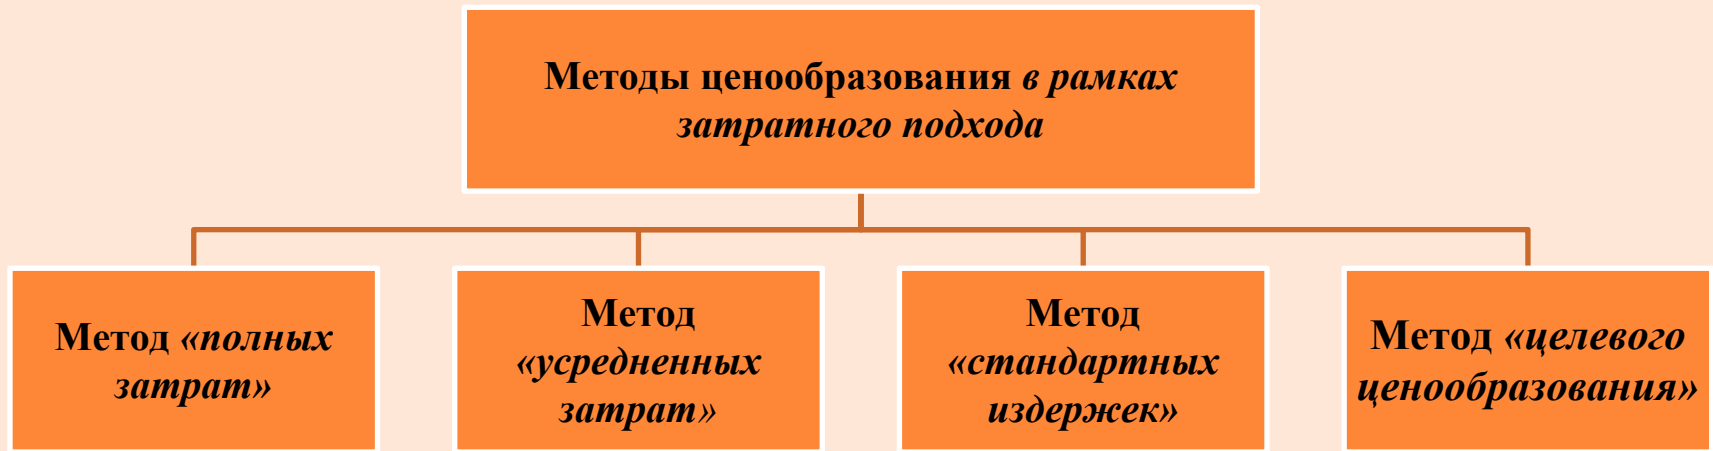 Методы ценообразования в рамках
затратного подхода
Метод «полных
затрат»
Метод
«усредненных
затрат»
Метод
«стандартных
издержек»
Метод «целевого
ценообразования»